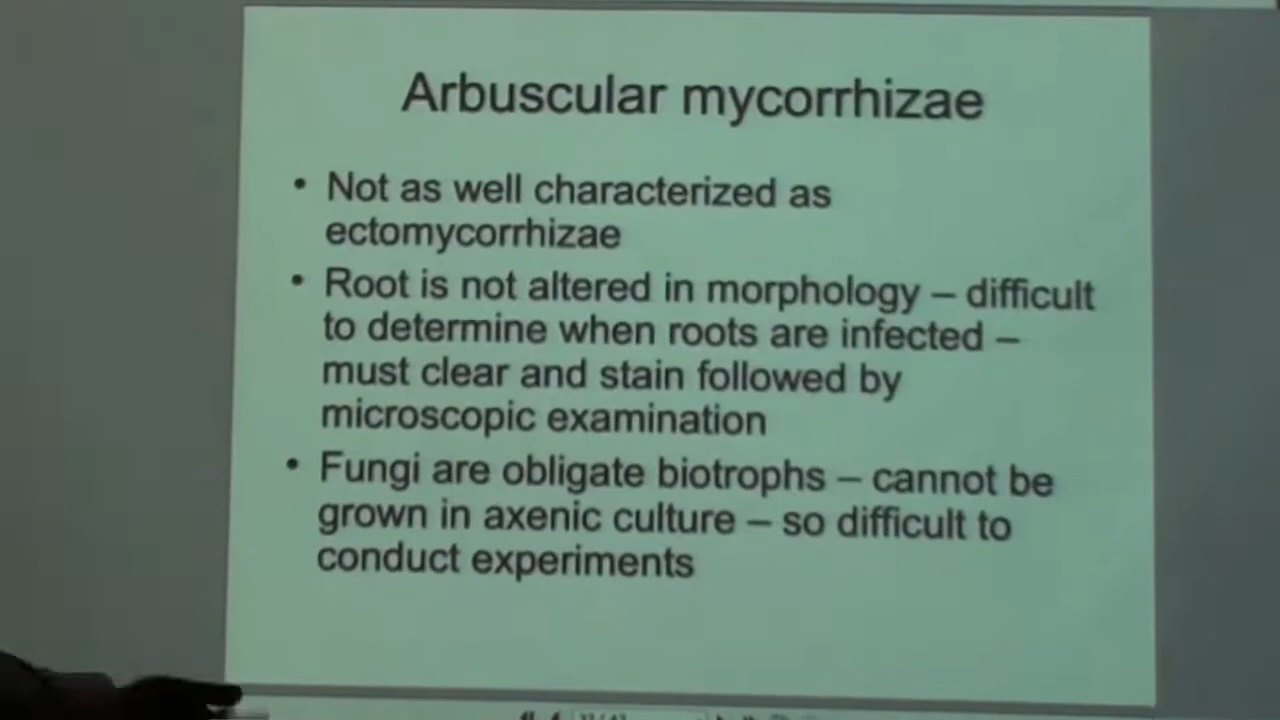 Arbuscular mycorrhizae
• Not as well characterized as
ectomycorrhizae
• Root is not altered in morphology – difficult
to determine when roots are infected –
must clear and stain followed by
microscopic examination
• Fungi are obligate biotrophs – cannot be
grown in axenic culture – so difficult to
conduct experiments